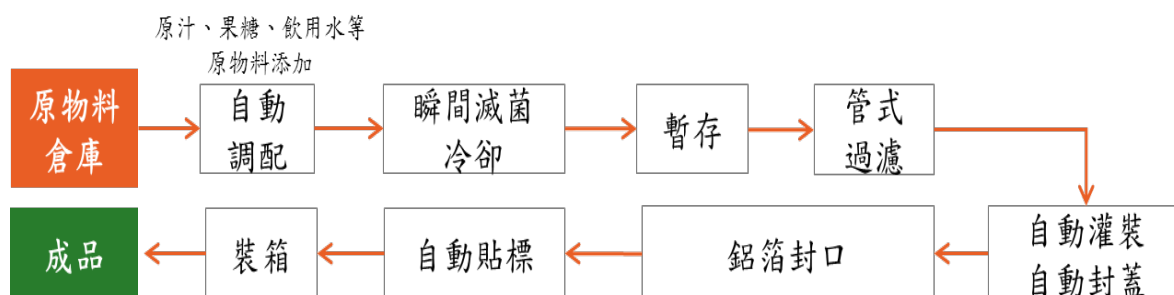 原汁、果糖、飲用水等
原物料添加
原物料
倉庫
自動
調配
瞬間滅菌
冷卻
暫存
管式
過濾
自動灌裝
自動封蓋
鋁箔封口
自動貼標
裝箱
成品